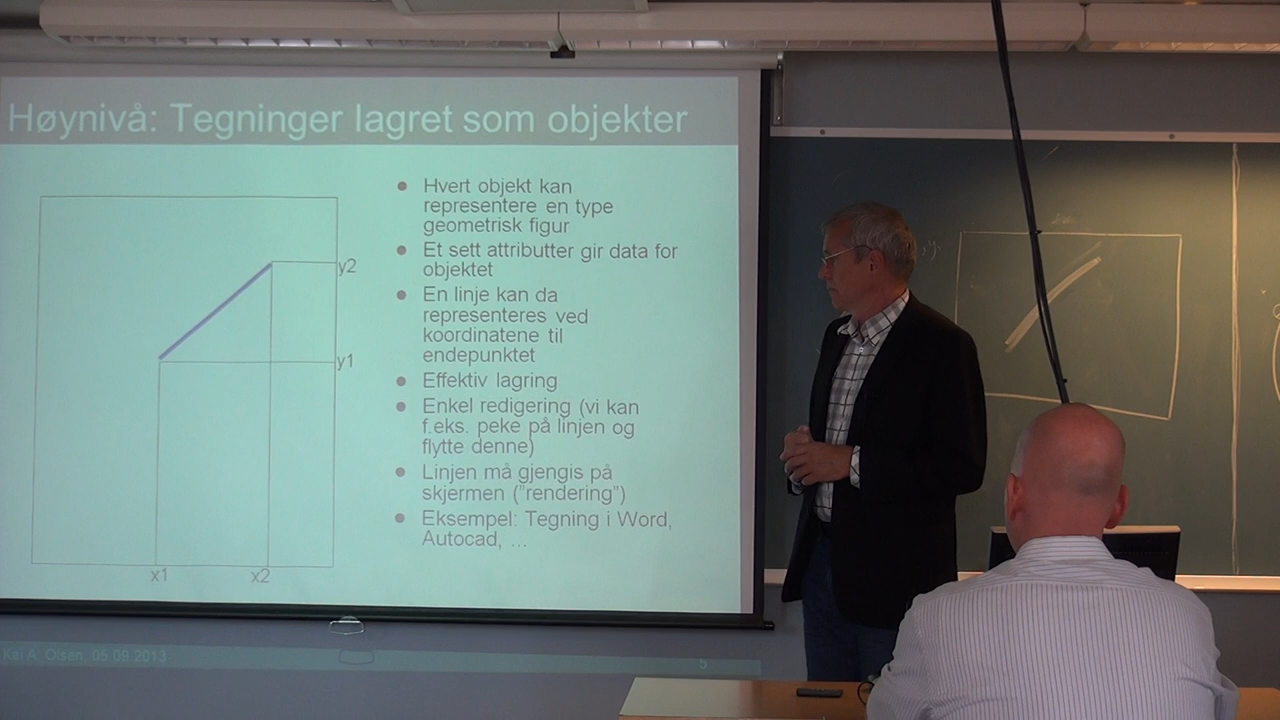 Høynivå: Tegninger lagret som objekter
y2
y1
x1
x2
● Hvert objekt kan
representere en type
geometrisk figur
● Et sett attributter gir data for
objektet
● En linje kan da
representeres ved
koordinatene til
endepunktet
● Effektiv lagring
● Enkel redigering (vi kan
f.eks. peke på linjen og
flytte denne)
● Linjen må gjengis på
skjermen ("rendering")
● Eksempel: Tegning i Word,
Autocad, ...
Kai A. Olsen, 05.09.2013
5